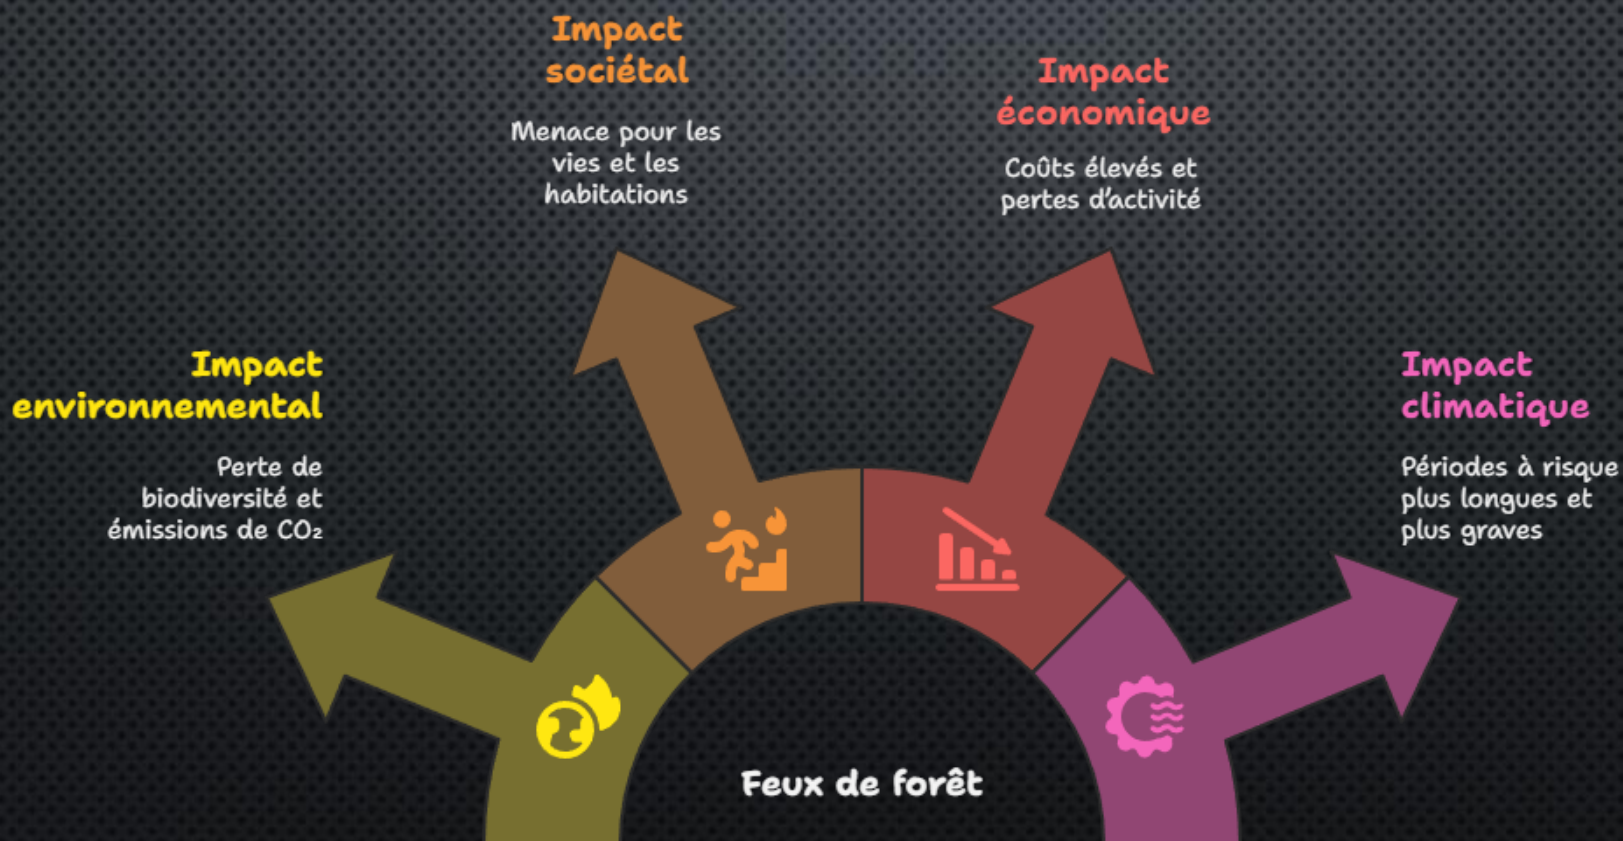 Impact
sociétal
Menace pour les
vies et les
habitations
Impact
économique
Coûts élevés et
pertes d'activité
Impact
environnemental
Perte de
biodiversité et
émissions de CO₂
Impact
climatique
Périodes à risque
plus longues et
plus graves
Feux de forêt